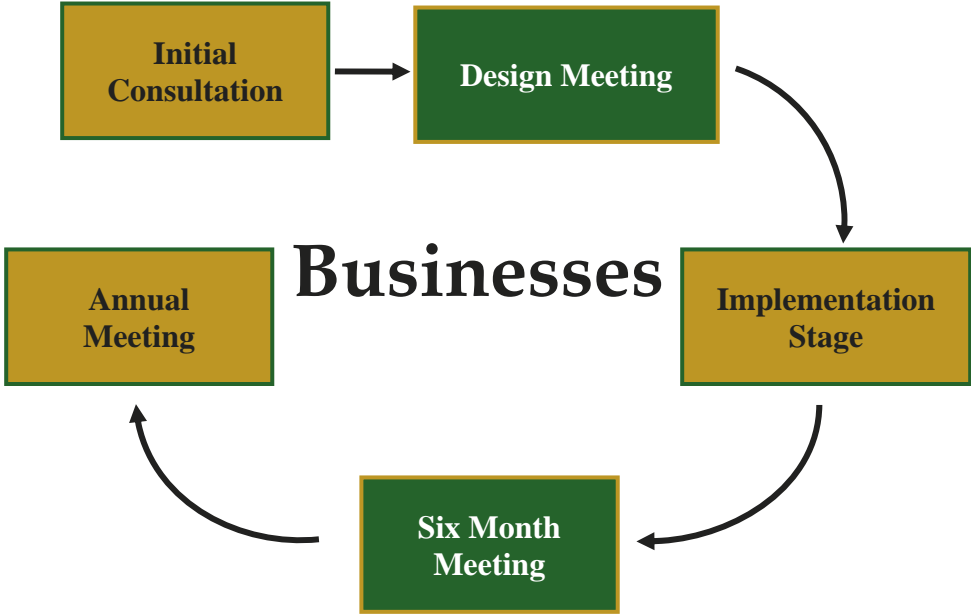 Initial
Consultation
Design Meeting
Businesses
Annual
Meeting
Implementation
Stage
Six Month
Meeting